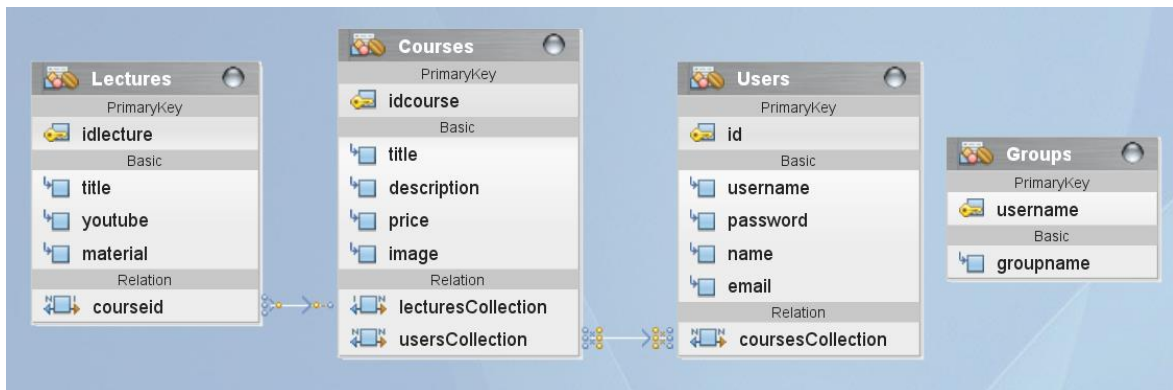 Lectures
PrimaryKey
idlecture
Basic
title
youtube
material
Relation
courseid
Courses
PrimaryKey
idcourse
Basic
title
description
price
image
Relation
lecturesCollection
usersCollection
Users
PrimaryKey
id
Basic
username
password
name
email
Relation
coursesCollection
Groups
PrimaryKey
username
Basic
groupname